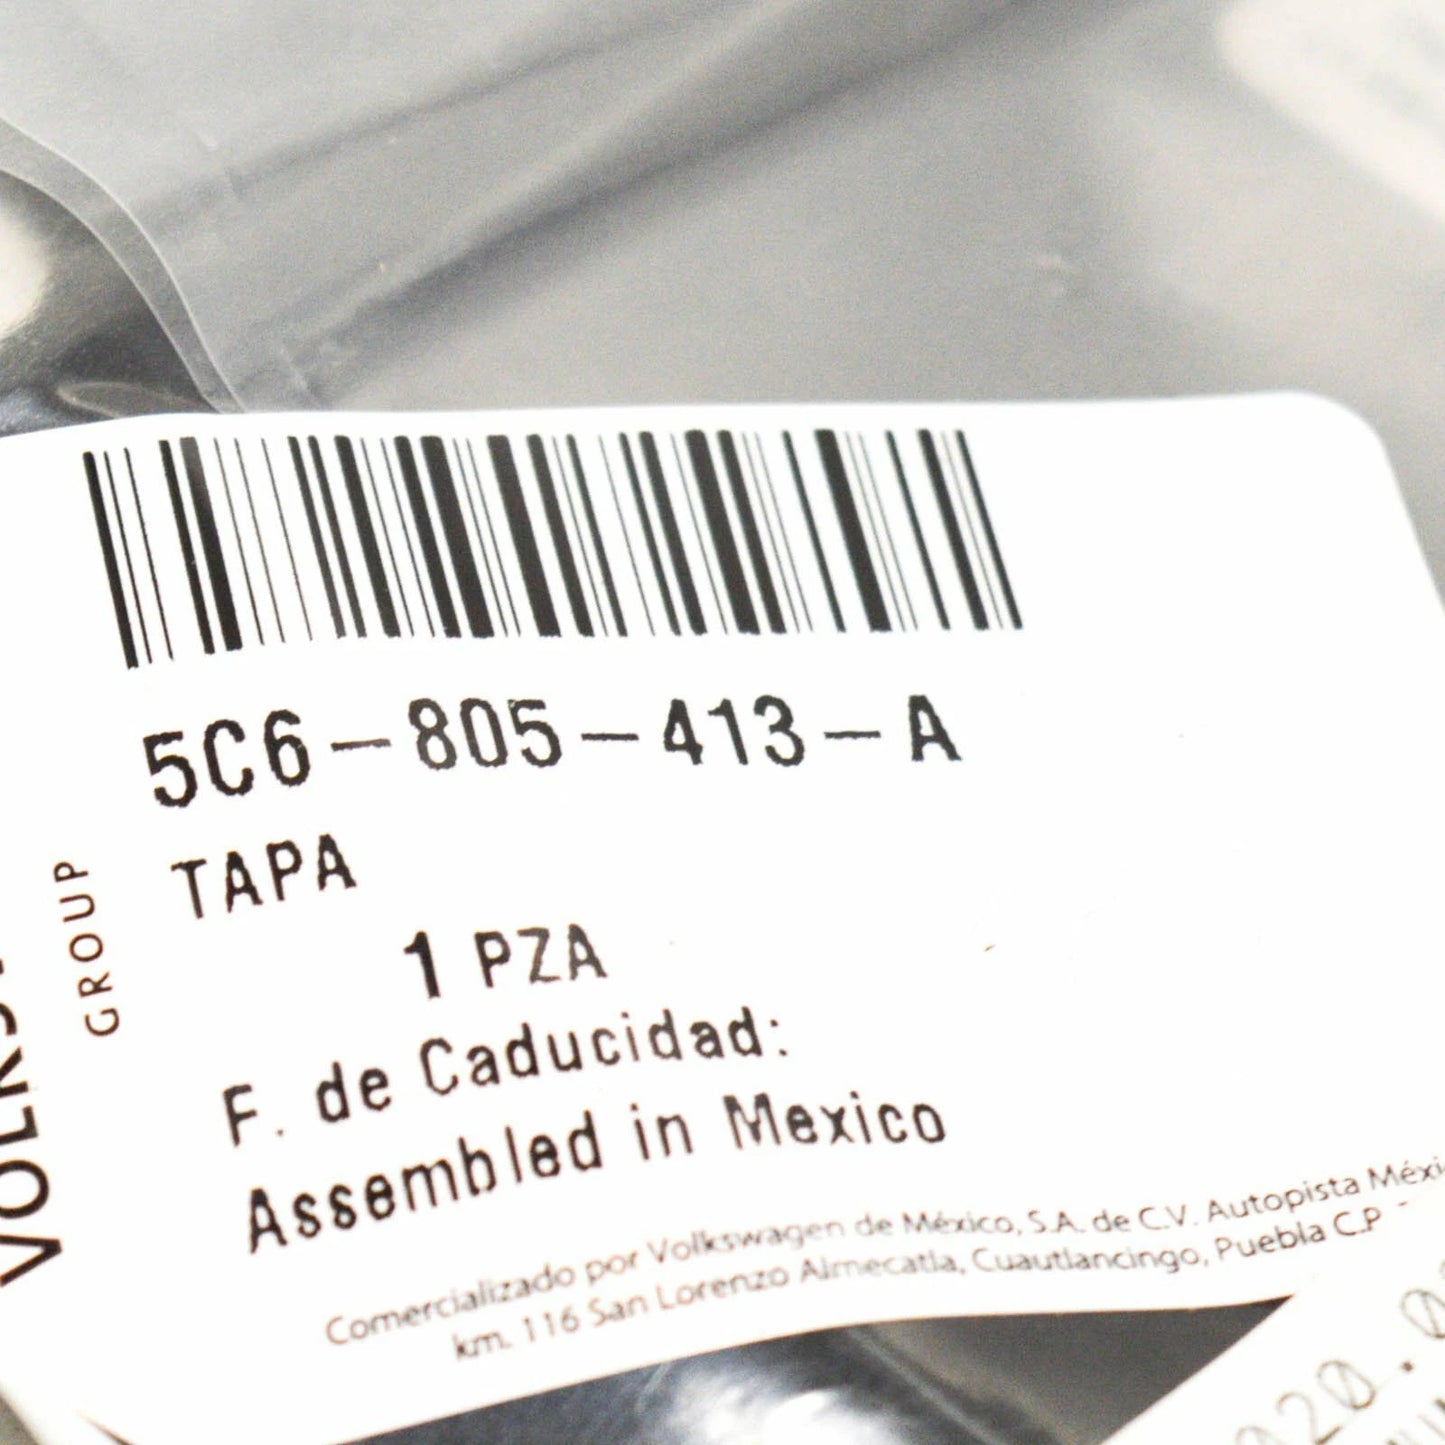 5C6-805-413-A
TAPA
1 PZA
F. de Caducidad:
Assembled in Mexico
Comercializado por Volkswagen de México, S.A. de C.V. Autopista
km. 116 San Lorenzo Almecatla, Cuautlancingo, Puebla C.P
GROUP